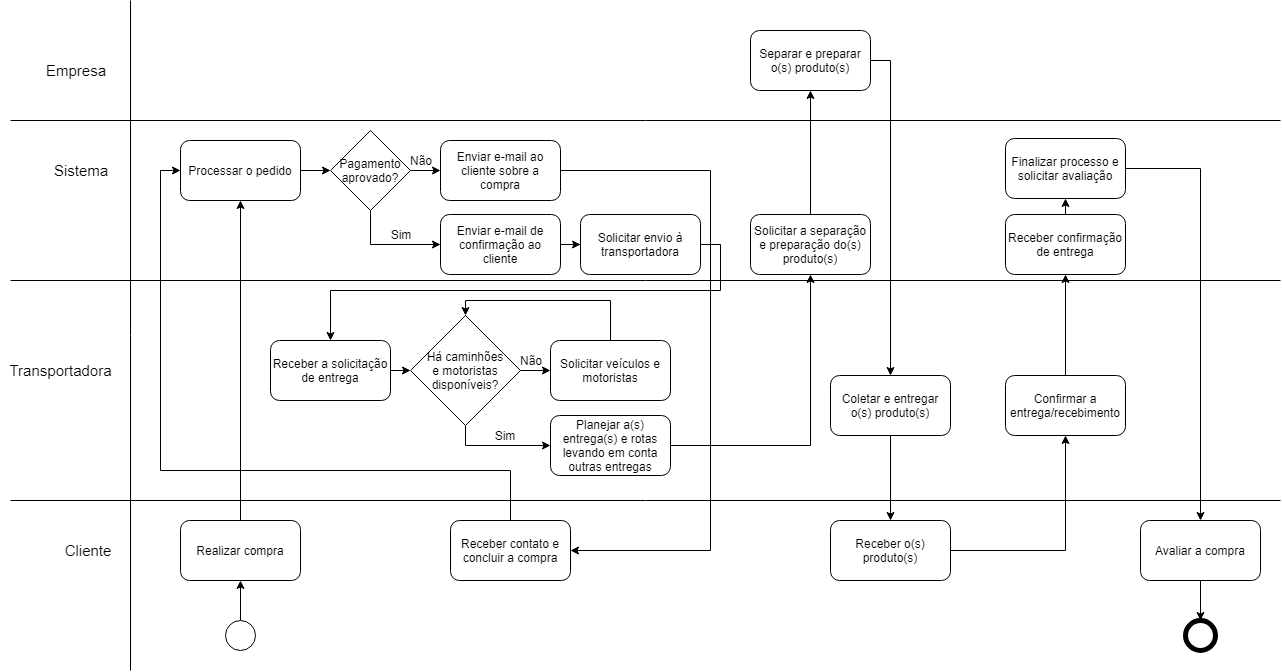 Empresa
Separar e preparar
o(s) produto(s)
Sistema
Processar o pedido
Pagamento
aprovado?
Não
Enviar e-mail ao
cliente sobre a
compra
Sim
Enviar e-mail de
confirmação ao
cliente
Solicitar envio à
transportadora
Solicitar a separação
e preparação do(s)
produto(s)
Finalizar processo e
solicitar avaliação
Receber confirmação
de entrega
Transportadora
Receber a solicitação
de entrega
Há caminhões
e motoristas
disponíveis?
Não
Solicitar veículos e
motoristas
Sim
Planejar a(s)
entrega(s) e rotas
levando em conta
outras entregas
Coletar e entregar
o(s) produto(s)
Confirmar a
entrega/recebimento
Cliente
Realizar compra
Receber contato e
concluir a compra
Receber o(s)
produto(s)
Avaliar a compra